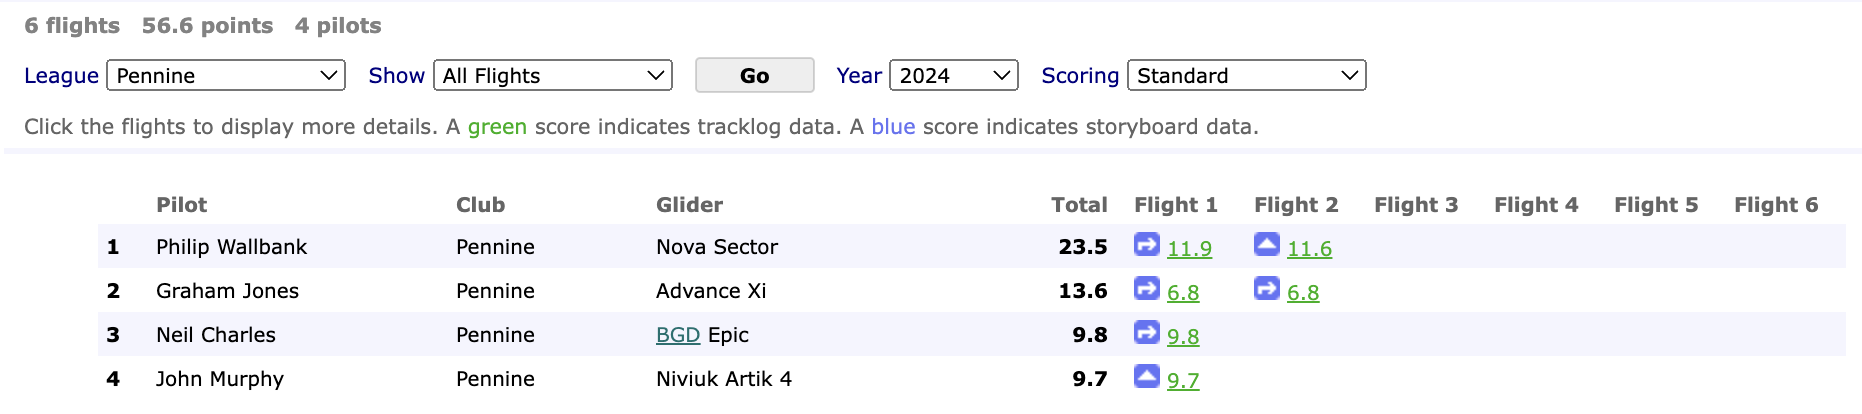 6 flights 56.6 points 4 pilots
League Pennine Show All Flights Go Year 2024 Scoring Standard
Click the flights to display more details. A green score indicates tracklog data. A blue score indicates storyboard data.
Pilot Club Glider Total Flight 1 Flight 2 Flight 3 Flight 4 Flight 5 Flight 6
1 Philip Wallbank Pennine Nova Sector 23.5 11.9 11.6
2 Graham Jones Pennine Advance Xi 13.6 6.8 6.8
3 Neil Charles Pennine BGD Epic 9.8 9.8
4 John Murphy Pennine Niviuk Artik 4 9.7 9.7